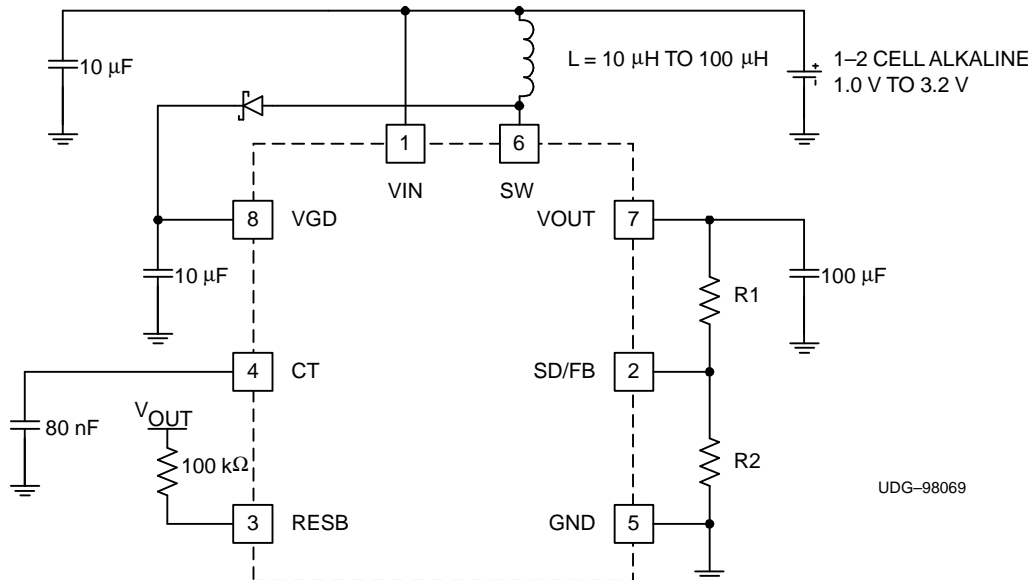 10 μF
L = 10 μH TO 100 μH
+
1–2 CELL ALKALINE
1.0 V TO 3.2 V
1
6
VIN
SW
8
VGD
VOUT
7
10 μF
R1
100 μF
4
CT
SD/FB
2
80 nF
VOUT
100 kΩ
R2
UDG–98069
3
RESB
GND
5